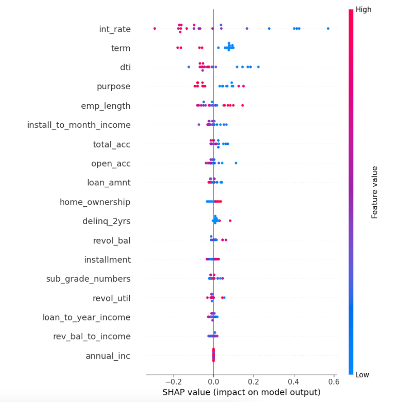 High
int_rate
term
dti
purpose
emp_length
install_to_month_income
total_acc
open_acc
loan_amnt
home_ownership
delinq_2yrs
revol_bal
installment
sub_grade_numbers
revol_util
loan_to_year_income
rev_bal_to_income
annual_inc
Feature value
Low
−0.2 0.0 0.2 0.4 0.6
SHAP value (impact on model output)